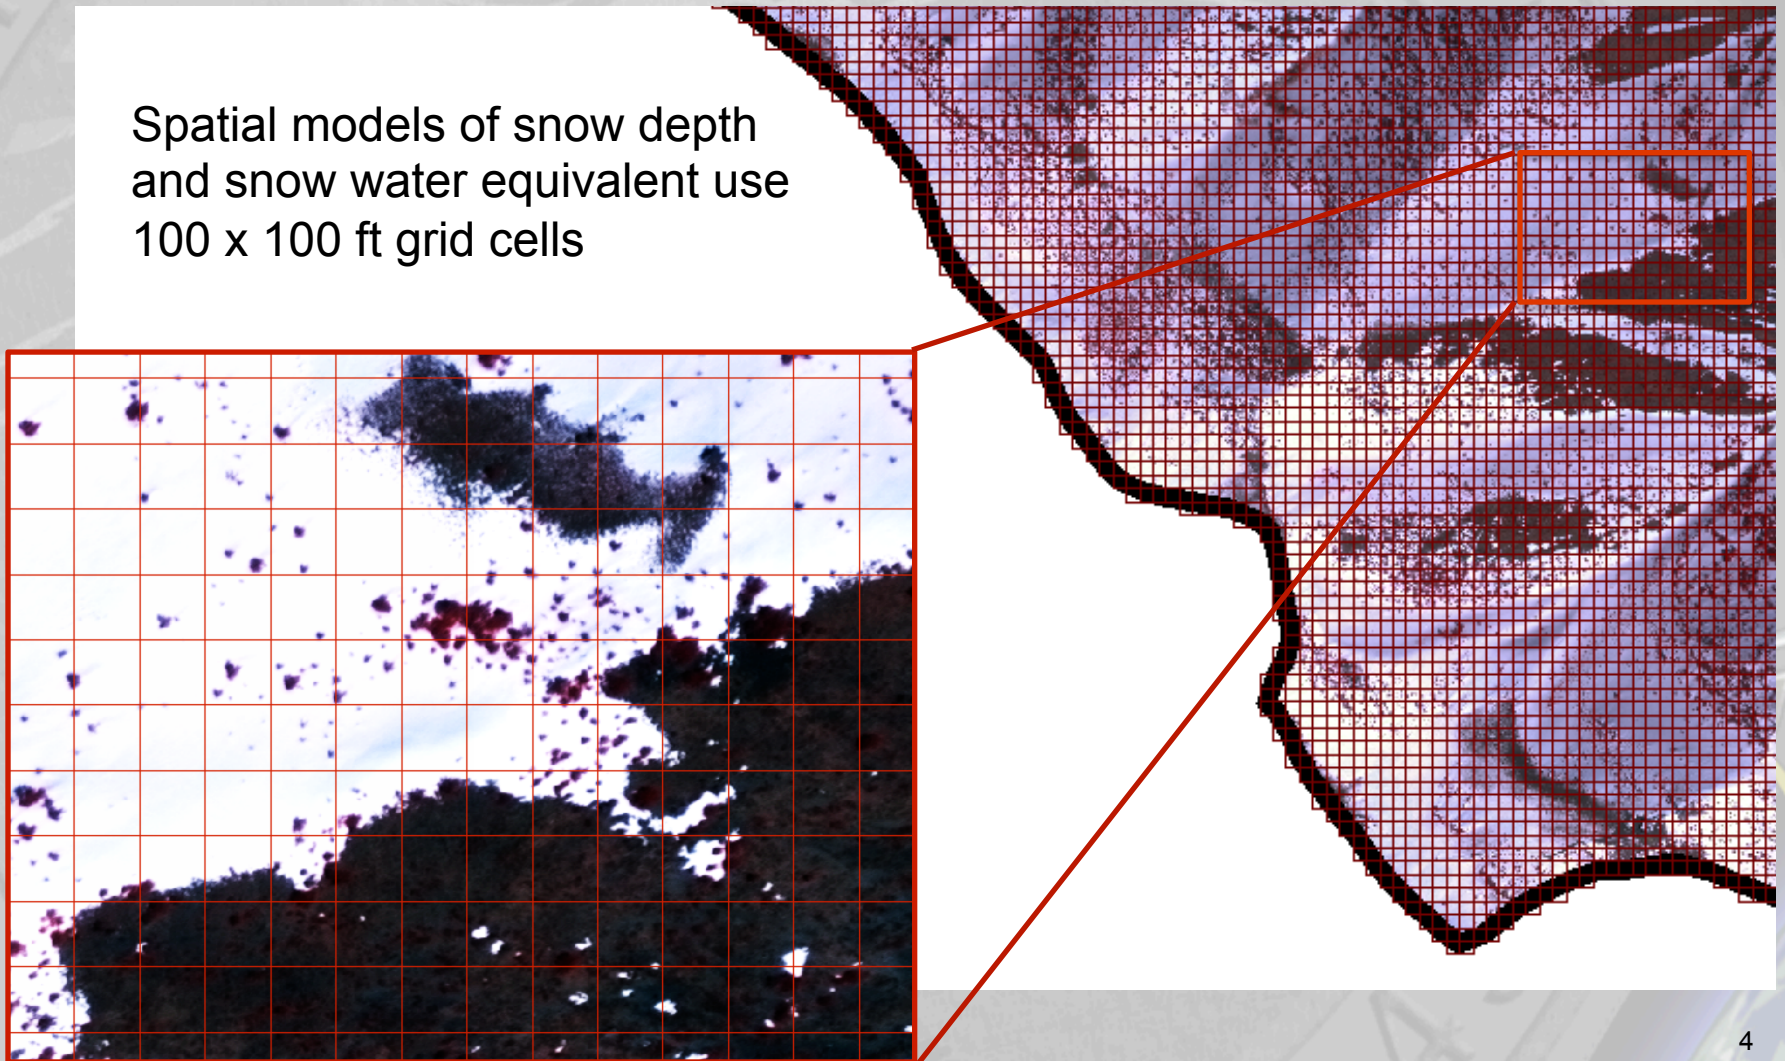 Spatial models of snow depth
and snow water equivalent use
100 x 100 ft grid cells
4